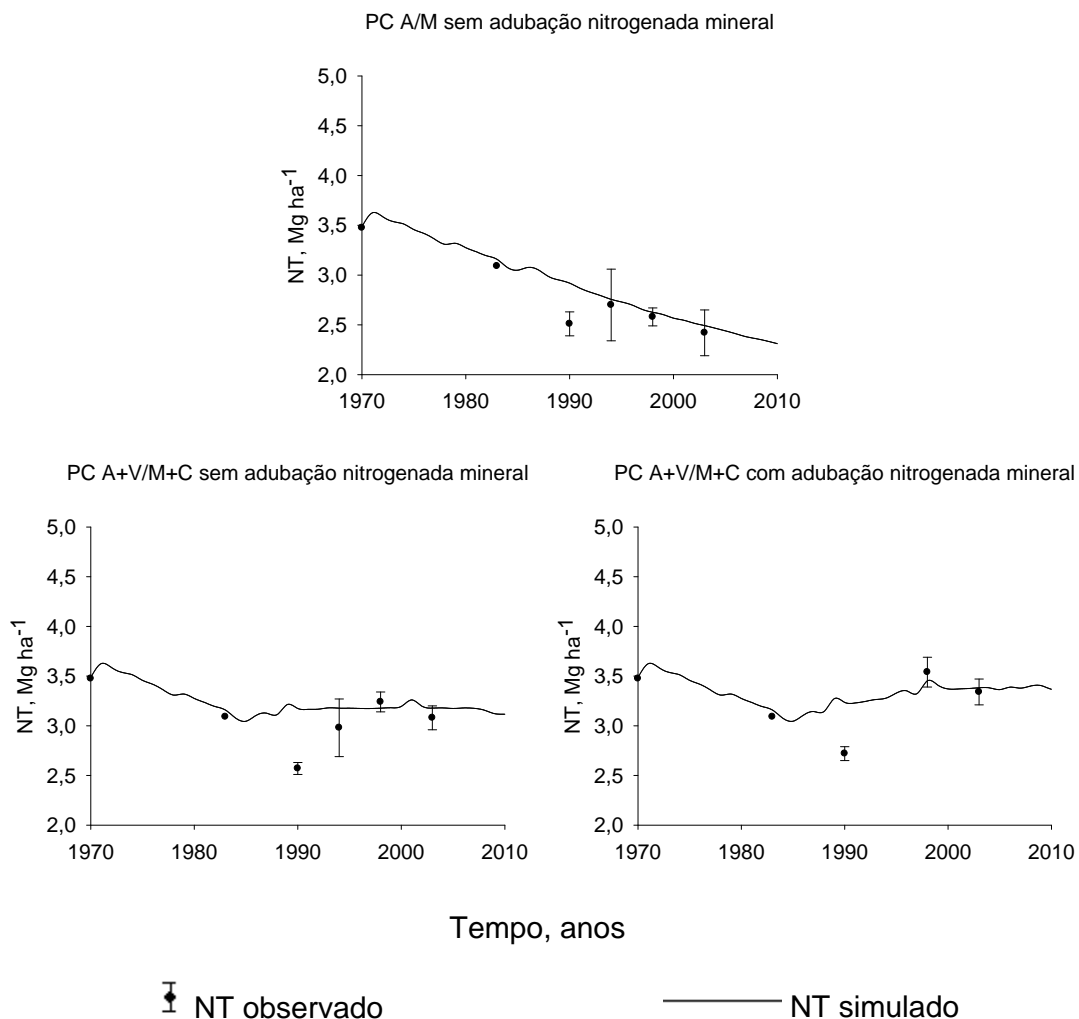 PC A/M sem adubação nitrogenada mineral
NT, Mg ha-1
5,0
4,5
4,0
3,5
3,0
2,5
2,0
1970 1980 1990 2000 2010
PC A+V/M+C sem adubação nitrogenada mineral
NT, Mg ha-1
5,0
4,5
4,0
3,5
3,0
2,5
2,0
1970 1980 1990 2000 2010
PC A+V/M+C com adubação nitrogenada mineral
NT, Mg ha-1
5,0
4,5
4,0
3,5
3,0
2,5
2,0
1970 1980 1990 2000 2010
Tempo, anos
NT observado
NT simulado